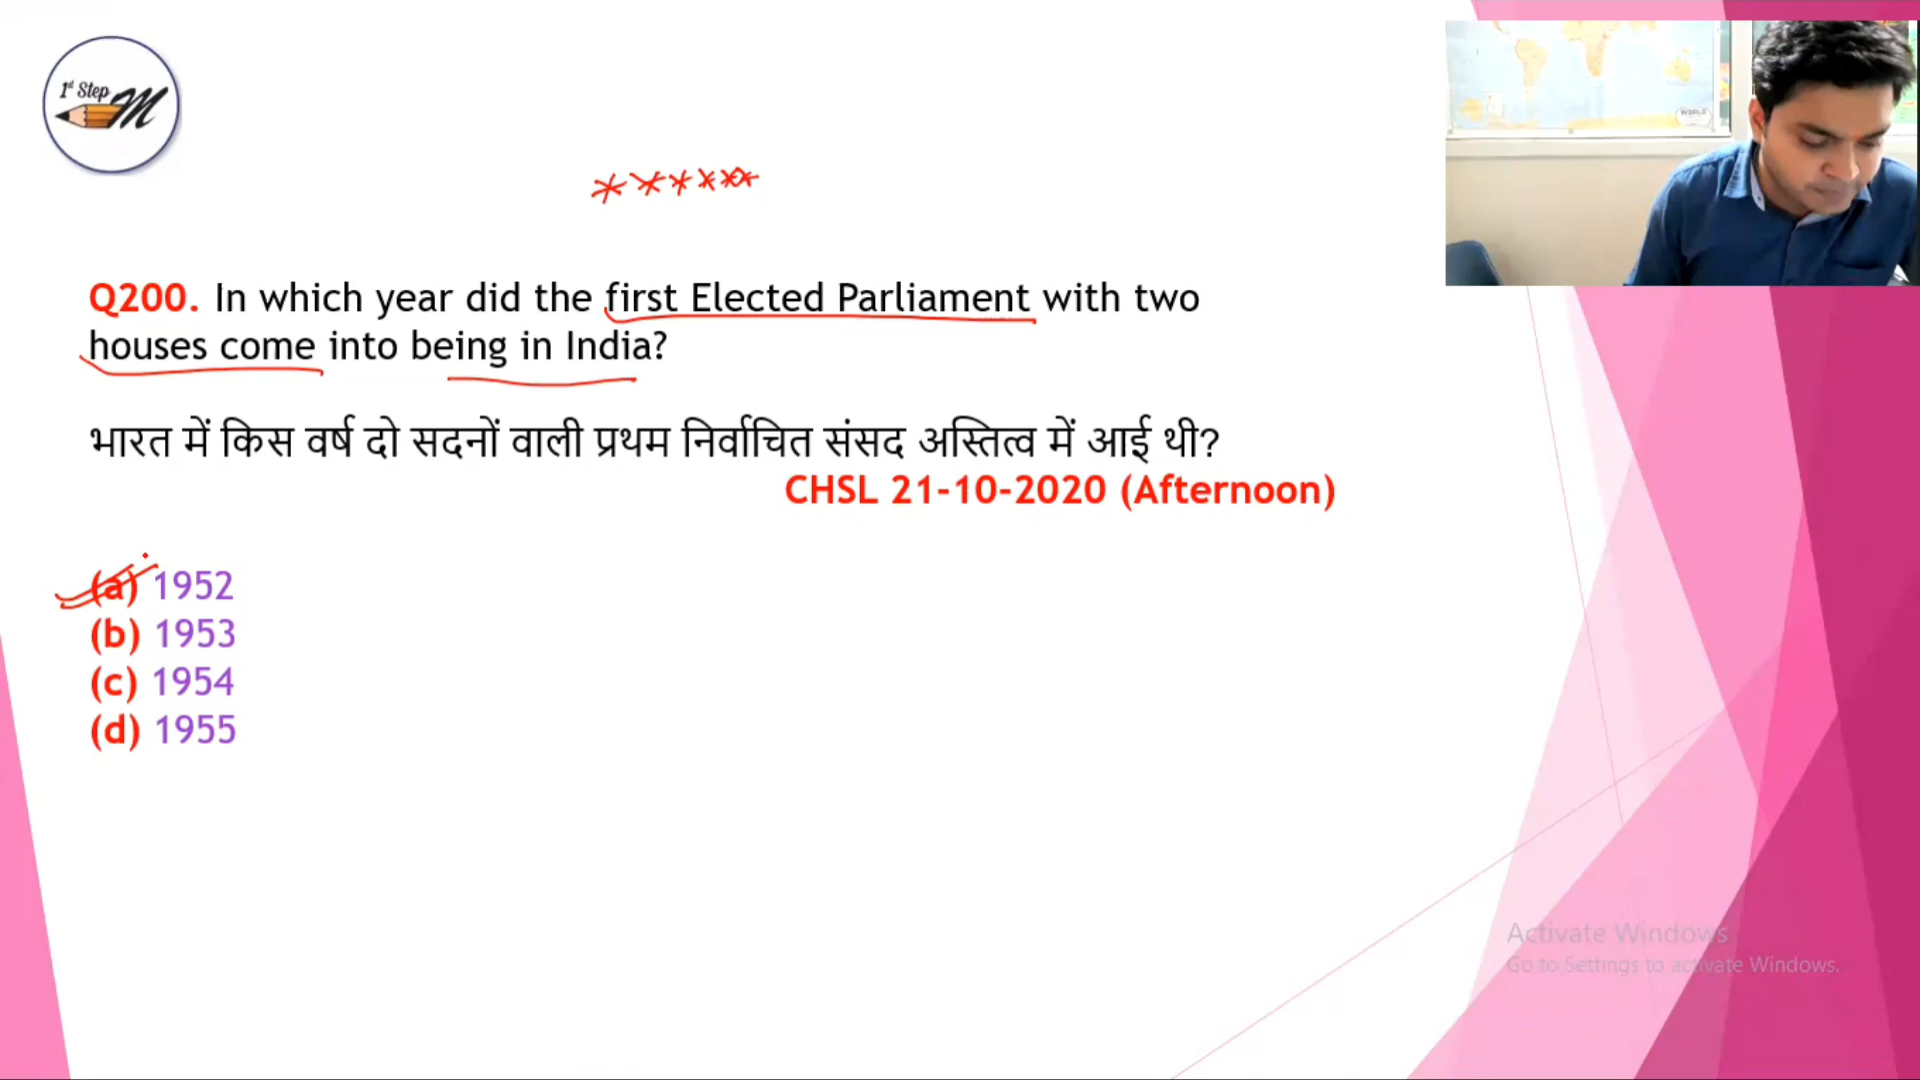 1st Step
M
WORLD
******
Q200. In which year did the first Elected Parliament with two
houses come into being in India?
भारत में किस वर्ष दो सदनों वाली प्रथम निर्वाचित संसद अस्तित्व में आई थी?
CHSL 21-10-2020 (Afternoon)
(a) 1952
(b) 1953
(c) 1954
(d) 1955
Activate Windows
Go to Settings to activate Windows.